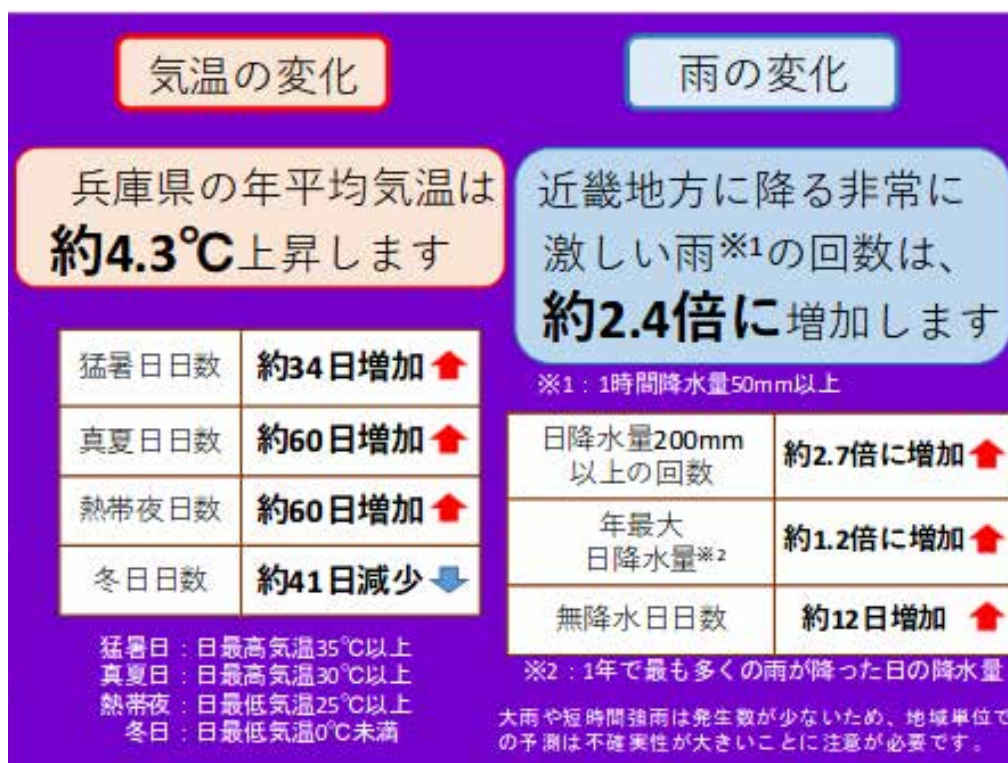 気温の変化
兵庫県の年平均気温は
約4.3℃上昇します
猛暑日日数 約34日増加
真夏日日数 約60日増加
熱帯夜日数 約60日増加
冬日日数 約41日減少
猛暑日：日最高気温35℃以上
真夏日：日最高気温30℃以上
熱帯夜：日最低気温25℃以上
冬日：日最低気温0℃未満
雨の変化
近畿地方に降る非常に
激しい雨※1の回数は、
約2.4倍に増加します
※1：1時間降水量50mm以上
日降水量200mm
以上の回数 約2.7倍に増加
年最大
日降水量※2 約1.2倍に増加
無降水日日数 約12日増加
※2：1年で最も多くの雨が降った日の降水量
大雨や短時間強雨は発生数が少ないため、地域単位で
の予測は不確実性が大きいことに注意が必要です。